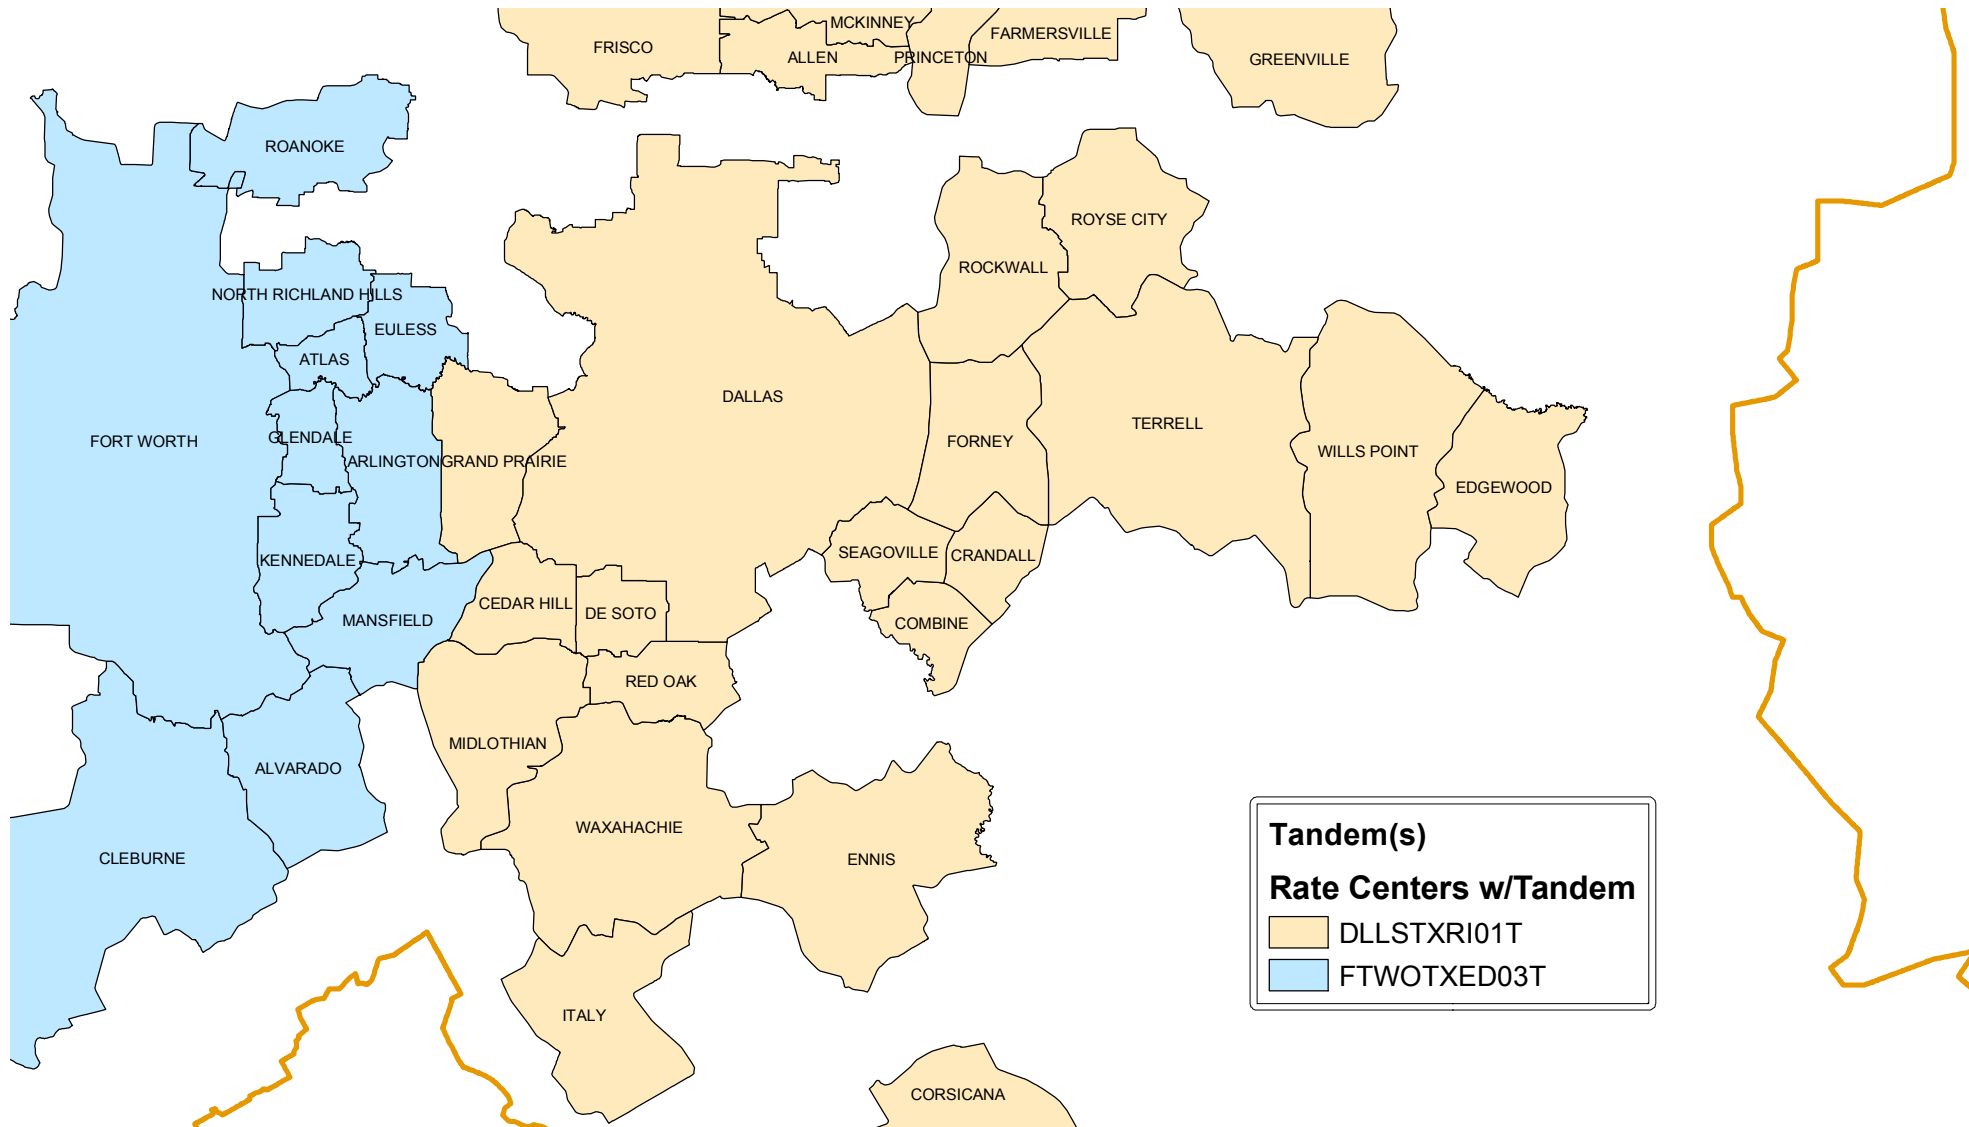 MCKINNEY
FARMERSVILLE
FRISCO
ALLEN
PRINCETON
GREENVILLE
ROANOKE
ROYSE CITY
ROCKWALL
NORTH RICHLAND HILLS
EULESS
ATLAS
DALLAS
TERRELL
FORT WORTH
GLENDALE
FORNEY
WILLS POINT
ARLINGTON
GRAND PRAIRIE
EDGEWOOD
SEAGOVILLE
CRANDALL
KENNEDALE
CEDAR HILL
DE SOTO
MANSFIELD
COMBINE
RED OAK
MIDLOTHIAN
ALVARADO
WAXAHACHIE
CLEBURNE
ENNIS
ITALY
CORSICANA
Tandem(s)
Rate Centers w/Tandem
DLLSTXRI01T
FTWOTXED03T